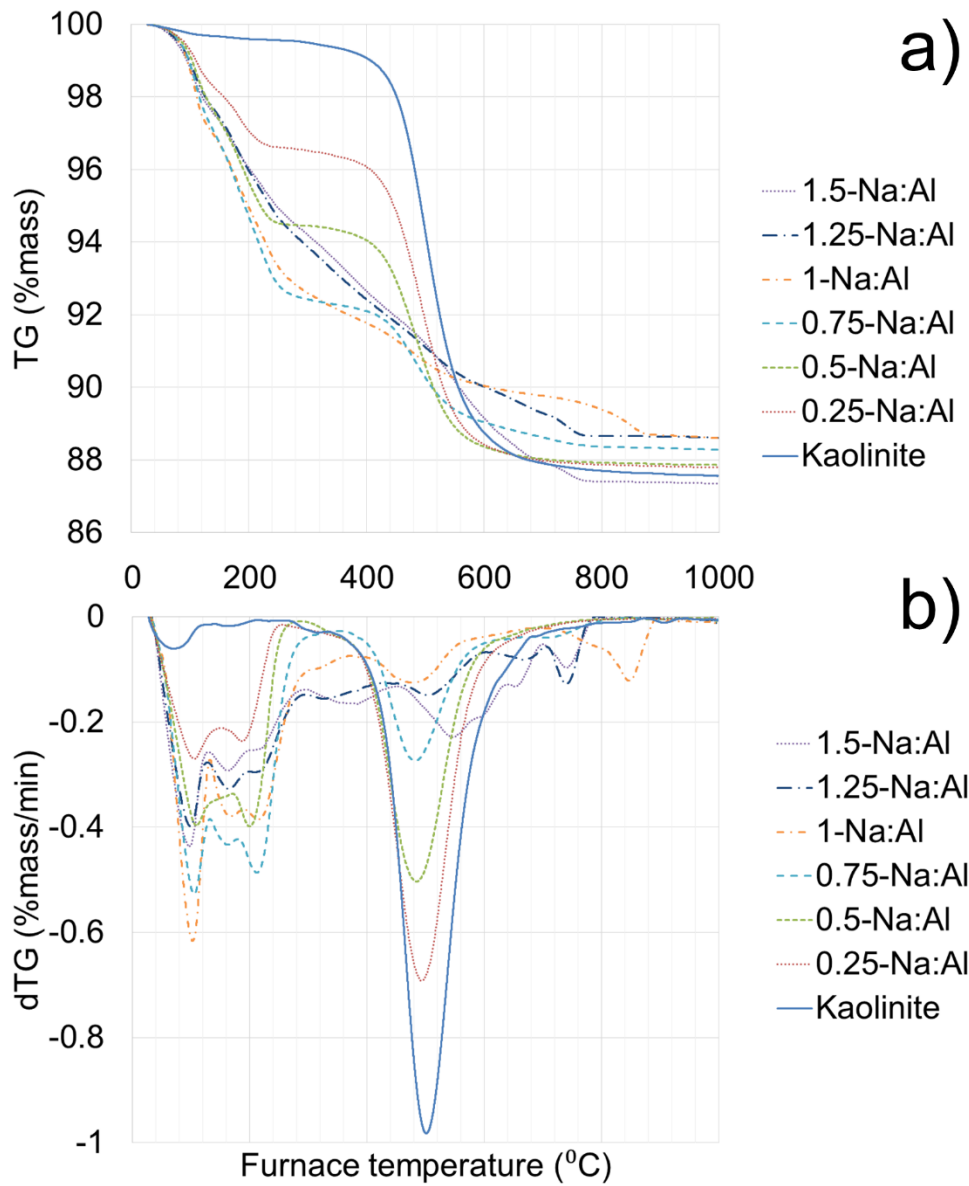 a)
100
98
96
94
92
90
88
86
TG (%mass)
1.5-Na:Al
1.25-Na:Al
1-Na:Al
0.75-Na:Al
0.5-Na:Al
0.25-Na:Al
Kaolinite
0 200 400 600 800 1000
b)
0
-0.2
-0.4
-0.6
-0.8
-1
dTG (%mass/min)
1.5-Na:Al
1.25-Na:Al
1-Na:Al
0.75-Na:Al
0.5-Na:Al
0.25-Na:Al
Kaolinite
Furnace temperature (⁰C)